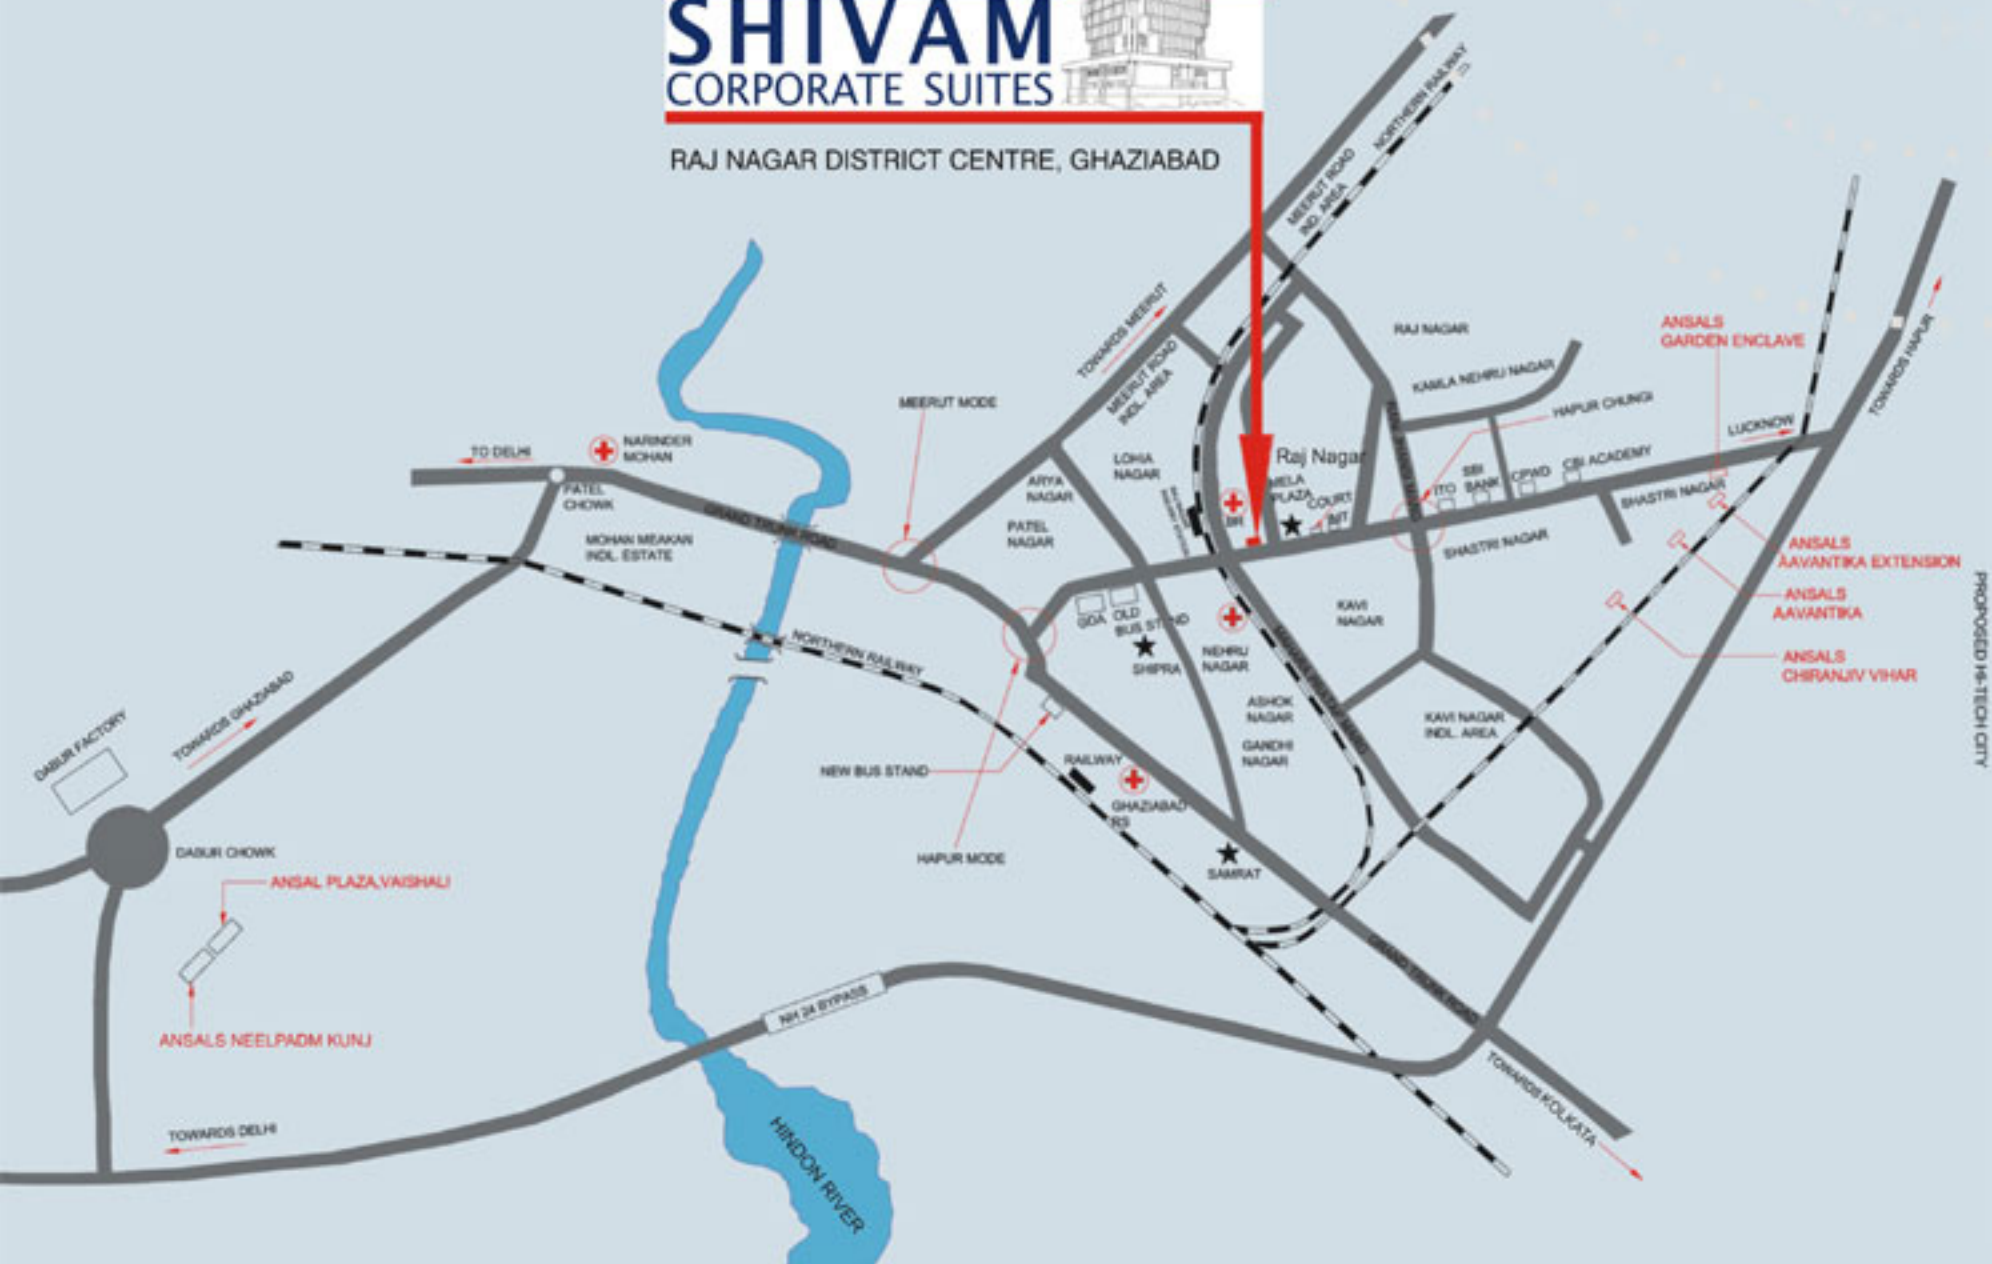 SHIVAM
CORPORATE SUITES
RAJ NAGAR DISTRICT CENTRE, GHAZIABAD
NORTHERN RAILWAY
MEERUT ROAD
IND. AREA
TOWARDS MEERUT
MEERUT ROAD
INDL. AREA
RAJ NAGAR
ANSALS
GARDEN ENCLAVE
TOWARDS HAPUR
KAMLA NEHRU NAGAR
HAPUR CHUNGI
LUCKNOW
MEERUT MODE
TO DELHI
NARINDER
MOHAN
PATEL
CHOWK
GRAND TRUNK ROAD
MOHAN MEAKAN
INDL. ESTATE
ARYA
NAGAR
LOHIA
NAGAR
PATEL
NAGAR
Raj Nagar
MELA
PLAZA
COURT
IMT
ITO
SBI
BANK
CPWD
CBI ACADEMY
SHASTRI NAGAR
SHASTRI NAGAR
ANSALS
AAVANTIKA EXTENSION
ANSALS
AAVANTIKA
ANSALS
CHIRANJIV VIHAR
PROPOGED HI-TECH CITY
GDA
OLD
BUS STAND
SHIPRA
NEHRU
NAGAR
KAVI
NAGAR
NORTHERN RAILWAY
ASHOK
NAGAR
GANDHI
NAGAR
KAVI NAGAR
INDL. AREA
TOWARDS GHAZIABAD
DABUR FACTORY
NEW BUS STAND
RAILWAY
GHAZIABAD
RS
DABUR CHOWK
HAPUR MODE
SAMRAT
ANSAL PLAZA,VAISHALI
GRAND TRUNK ROAD
NH 24 BYPASS
ANSALS NEELPADM KUNJ
TOWARDS DELHI
TOWARDS KOLKATA
HINDON RIVER